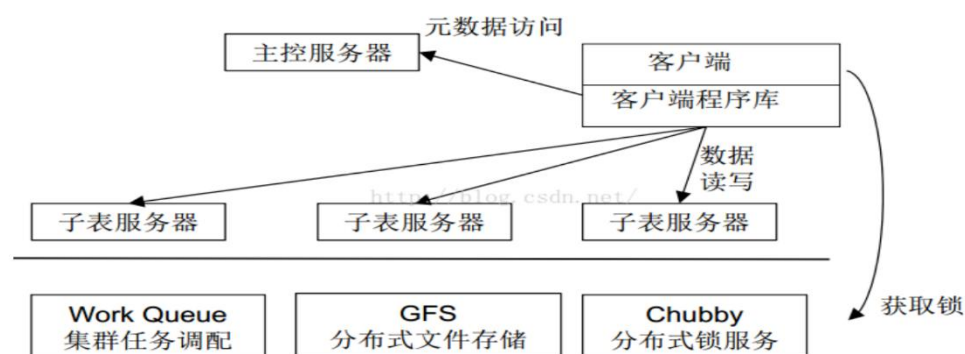 元数据访问
主控服务器
客户端
客户端程序库
数据
读写
http://blog.csdn.net/
子表服务器
子表服务器
子表服务器
获取锁
Work Queue
集群任务调配
GFS
分布式文件存储
Chubby
分布式锁服务